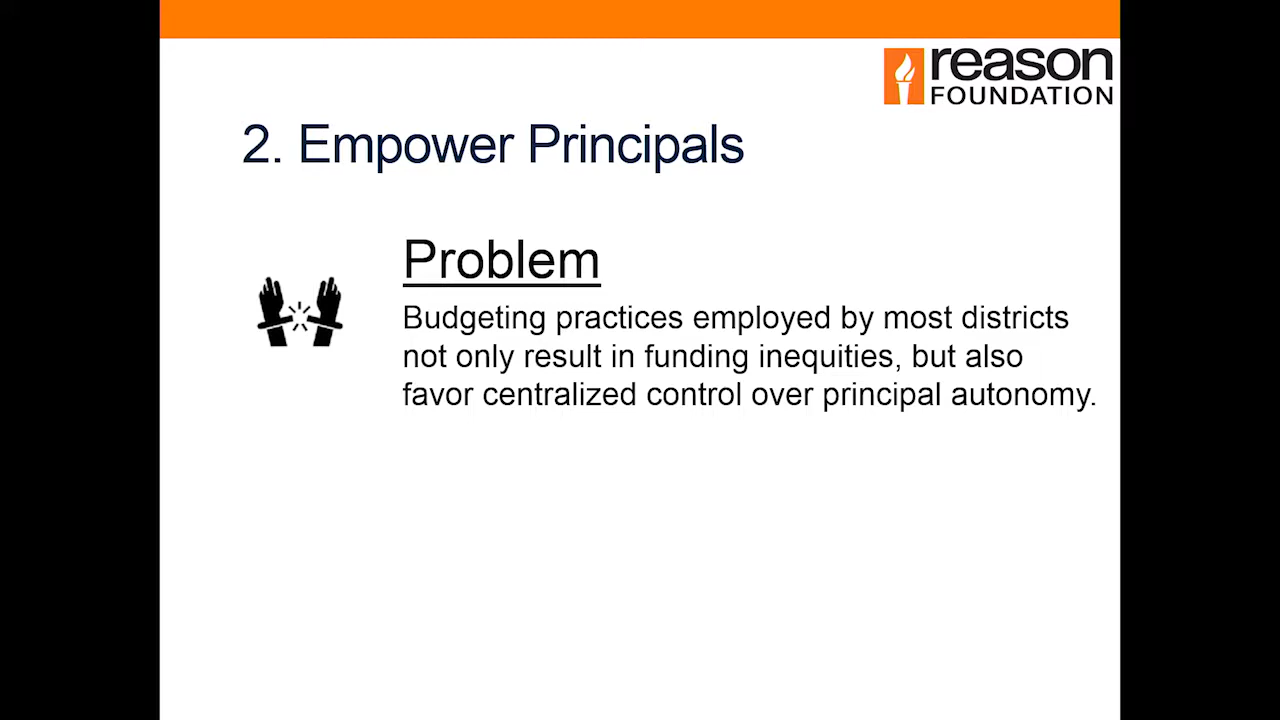 reason
FOUNDATION
2. Empower Principals
Problem
Budgeting practices employed by most districts
not only result in funding inequities, but also
favor centralized control over principal autonomy.